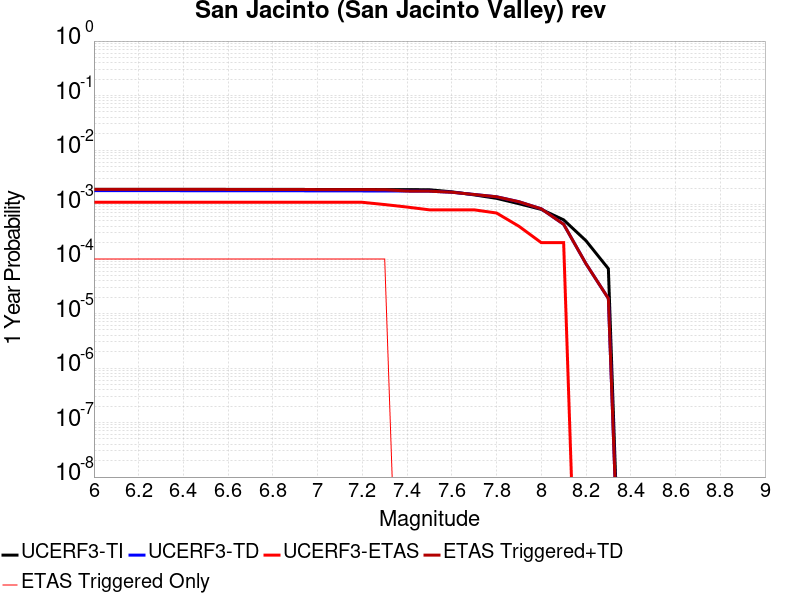 San Jacinto (San Jacinto Valley) rev
10^0
10^-1
10^-2
10^-3
10^-4
10^-5
10^-6
10^-7
10^-8
1 Year Probability
6 6.2 6.4 6.6 6.8 7 7.2 7.4 7.6 7.8 8 8.2 8.4 8.6 8.8 9
Magnitude
UCERF3-TI UCERF3-TD UCERF3-ETAS ETAS Triggered+TD
ETAS Triggered Only